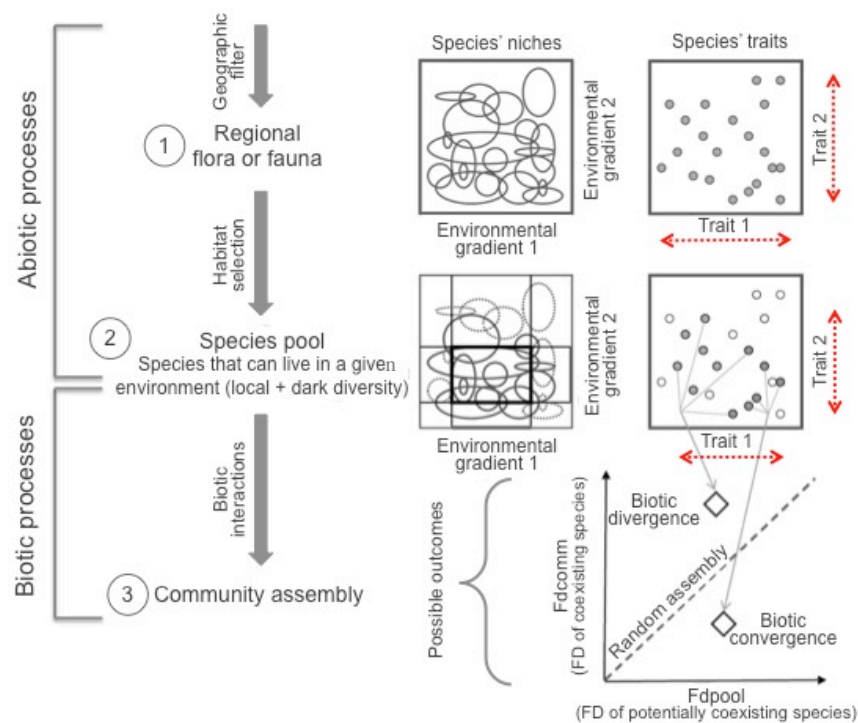 Abiotic processes
Biotic processes
Geographic
filter
1
Regional
flora or fauna
Habitat
selection
2
Species pool
Species that can live in a given
environment (local + dark diversity)
Biotic
interactions
3
Community assembly
Species' niches
Environmental
gradient 2
Environmental
gradient 1
Species' traits
Trait 2
Trait 1
Environmental
gradient 2
Environmental
gradient 1
Trait 2
Trait 1
Possible outcomes
Fdcomm
(FD of coexisting species)
Biotic
divergence
Random assembly
Biotic
convergence
Fdpool
(FD of potentially coexisting species)